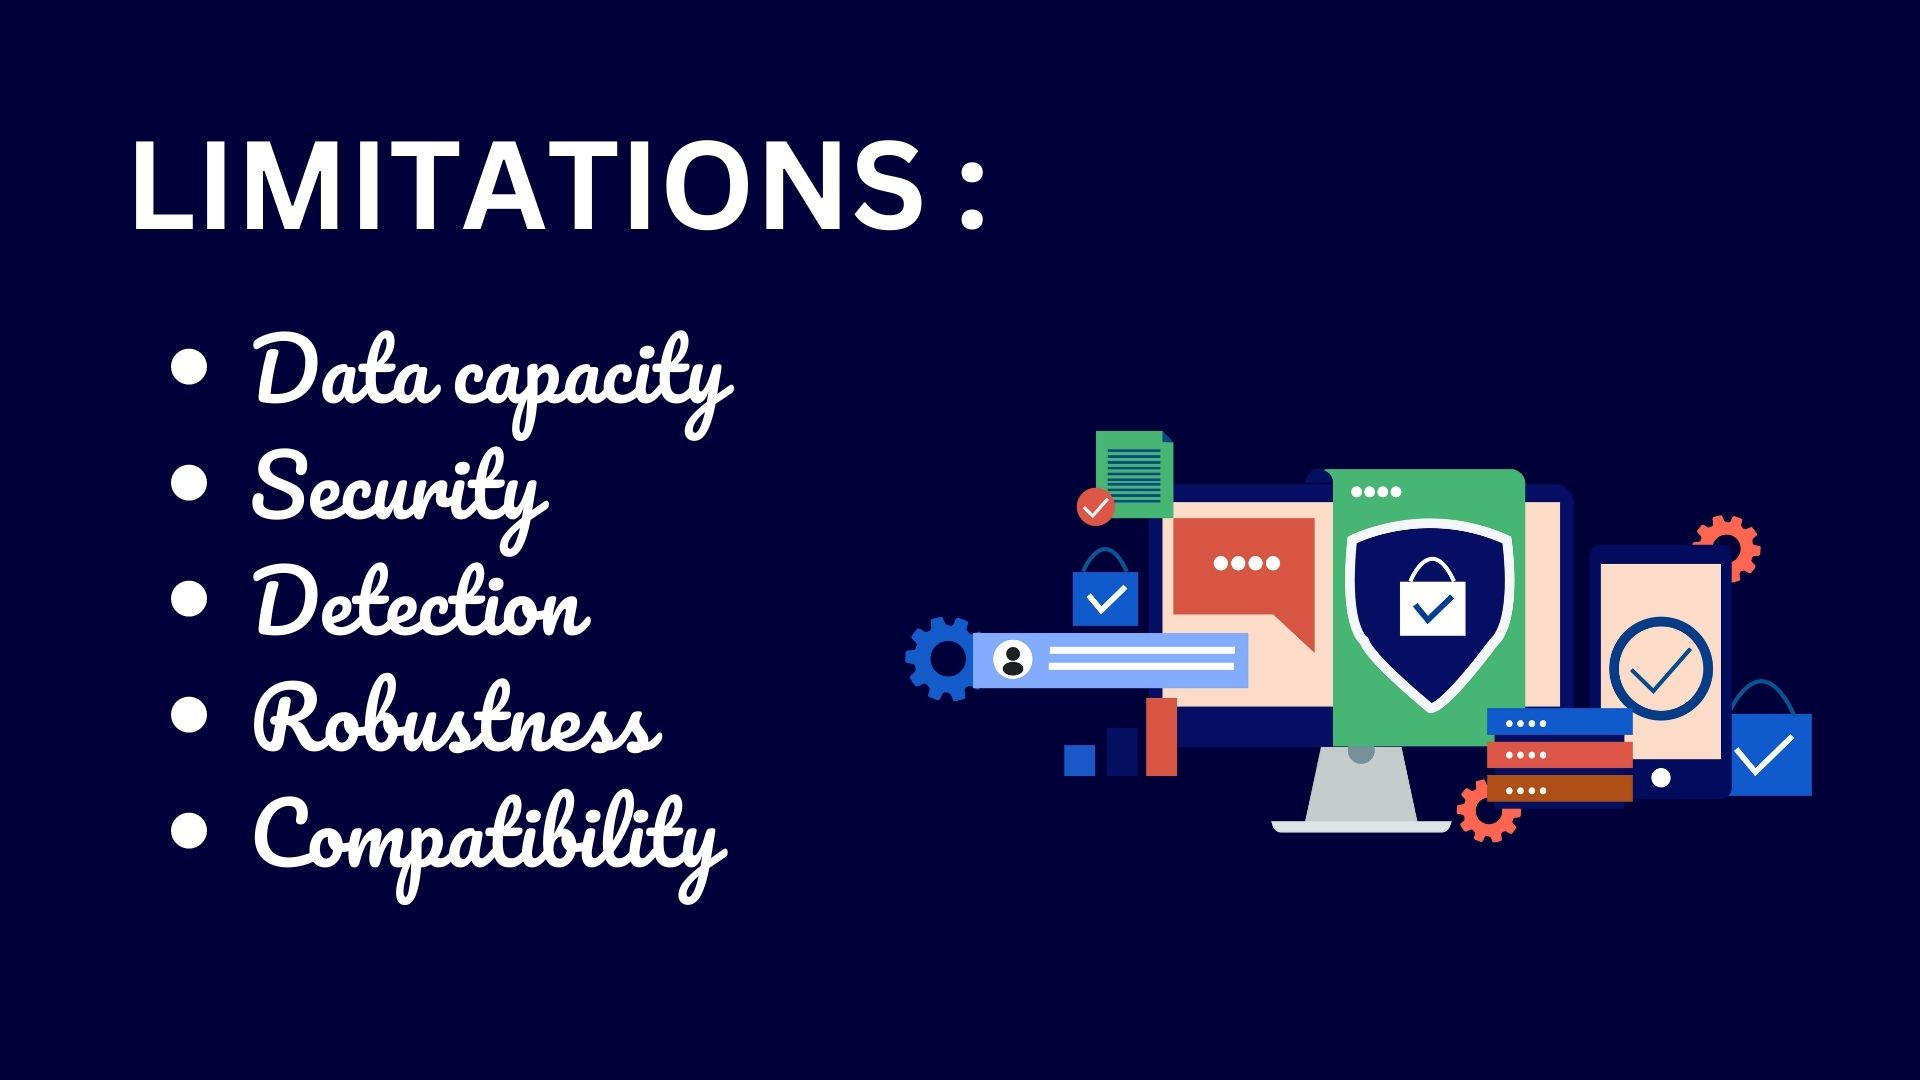 LIMITATIONS :
• Data capacity
• Security
• Detection
• Robustness
• Compatibility